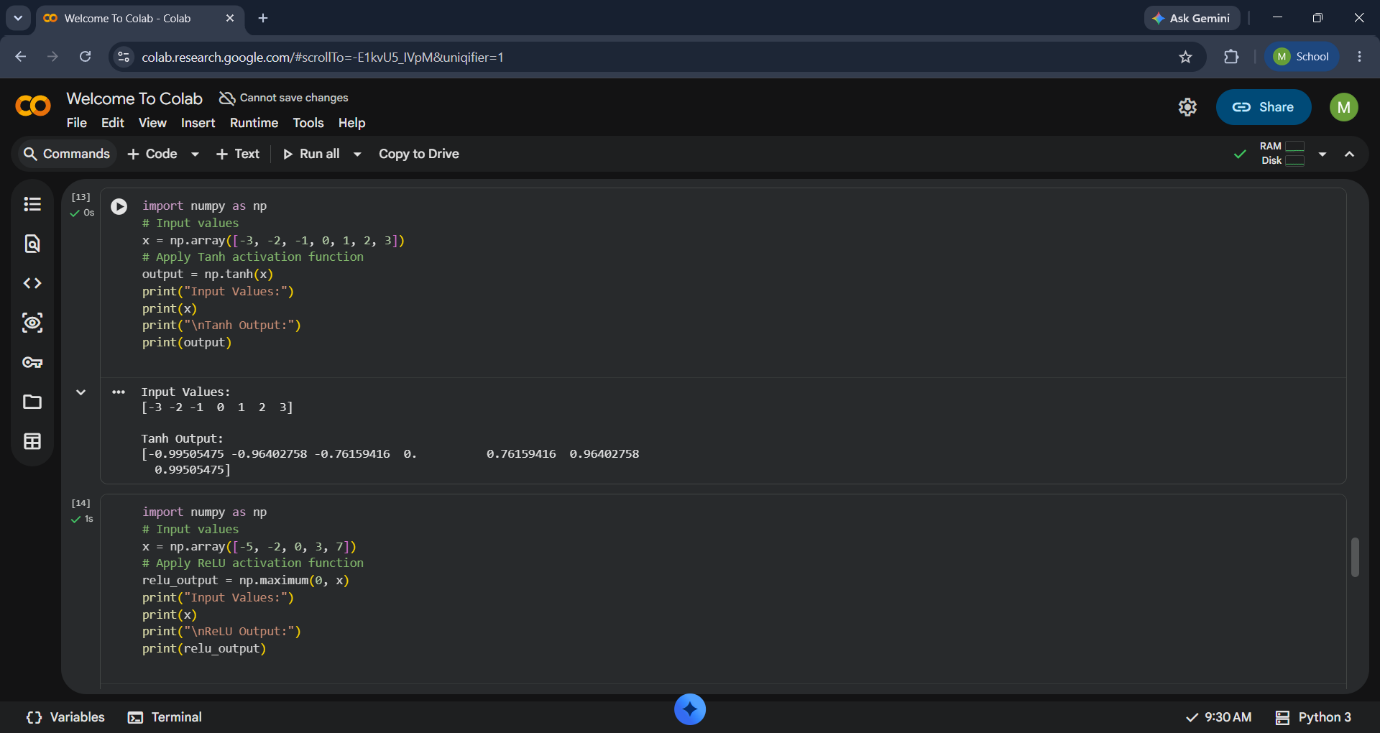 Welcome To Colab - Colab
Ask Gemini
colab.research.google.com/#scrollTo=-E1kvU5_IVpM&uniqifier=1
M School
Welcome To Colab
Cannot save changes
File Edit View Insert Runtime Tools Help
Share
M
Commands + Code + Text Run all Copy to Drive
RAM
Disk
[13]
0s
import numpy as np
# Input values
x = np.array([-3, -2, -1, 0, 1, 2, 3])
# Apply Tanh activation function
output = np.tanh(x)
print("Input Values:")
print(x)
print("\nTanh Output:")
print(output)
Input Values:
[-3 -2 -1  0  1  2  3]
Tanh Output:
[-0.99505475 -0.96402758 -0.76159416  0.          0.76159416  0.96402758
  0.99505475]
[14]
1s
import numpy as np
# Input values
x = np.array([-5, -2, 0, 3, 7])
# Apply ReLU activation function
relu_output = np.maximum(0, x)
print("Input Values:")
print(x)
print("\nReLU Output:")
print(relu_output)
Variables Terminal
9:30 AM Python 3